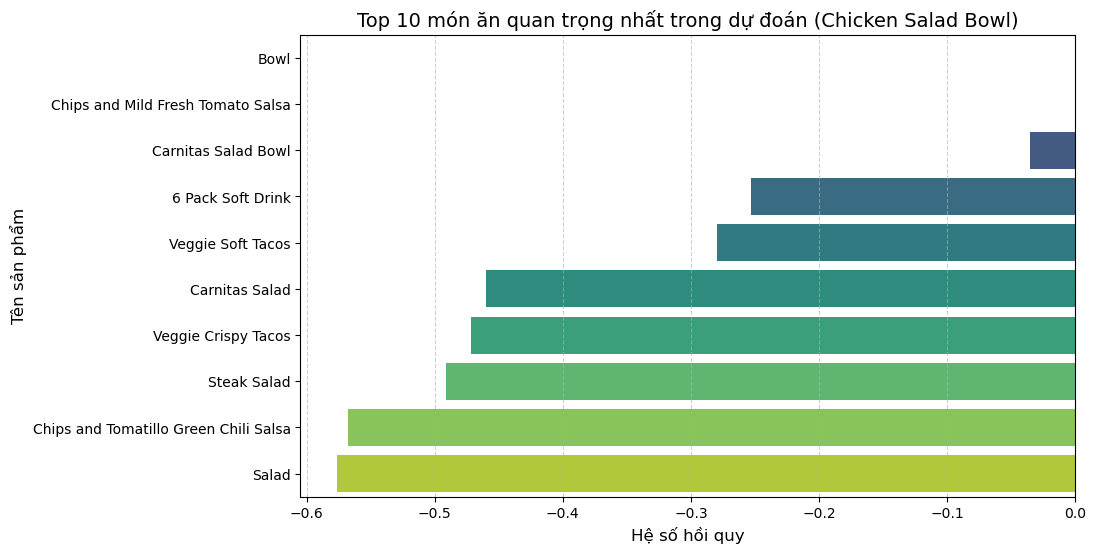 Top 10 món ăn quan trọng nhất trong dự đoán (Chicken Salad Bowl)
Tên sản phẩm
Bowl
Chips and Mild Fresh Tomato Salsa
Carnitas Salad Bowl
6 Pack Soft Drink
Veggie Soft Tacos
Carnitas Salad
Veggie Crispy Tacos
Steak Salad
Chips and Tomatillo Green Chili Salsa
Salad
−0.6 −0.5 −0.4 −0.3 −0.2 −0.1 0.0
Hệ số hồi quy